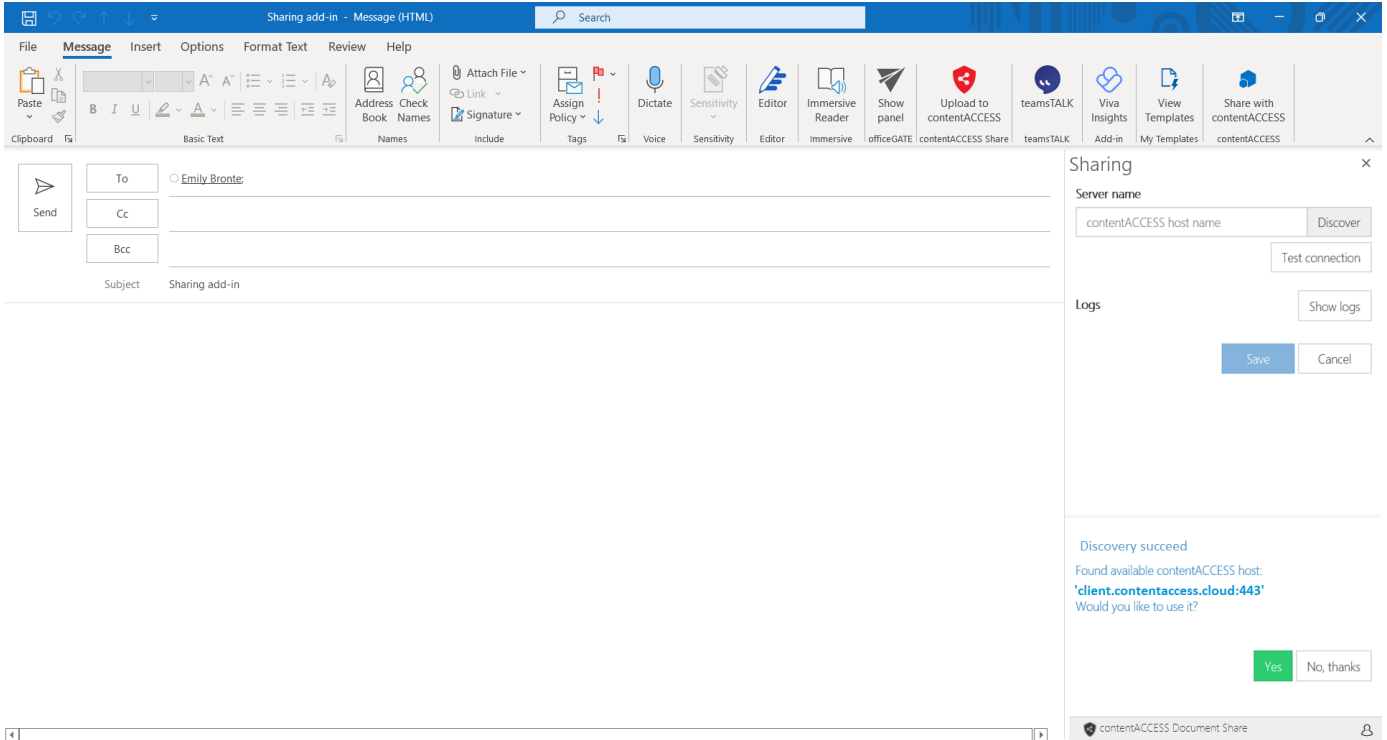 Sharing add-in - Message (HTML)
Search
File Message Insert Options Format Text Review Help
Paste
B I U A
Address Book
Check Names
Attach File
Link
Signature
Assign Policy
Dictate
Sensitivity
Editor
Immersive Reader
Show panel
Upload to contentACCESS
teamsTALK
Viva Insights
View Templates
Share with contentACCESS
Clipboard Basic Text Names Include Tags Voice Sensitivity Editor Immersive officeGATE contentACCESS Share teamsTALK Add-in My Templates contentACCESS
Send
To Emily Bronte;
Cc
Bcc
Subject Sharing add-in
Sharing
Server name
contentACCESS host name Discover
Test connection
Logs Show logs
Save Cancel
Discovery succeed
Found available contentACCESS host:
'client.contentaccess.cloud:443'
Would you like to use it?
Yes No, thanks
contentACCESS Document Share